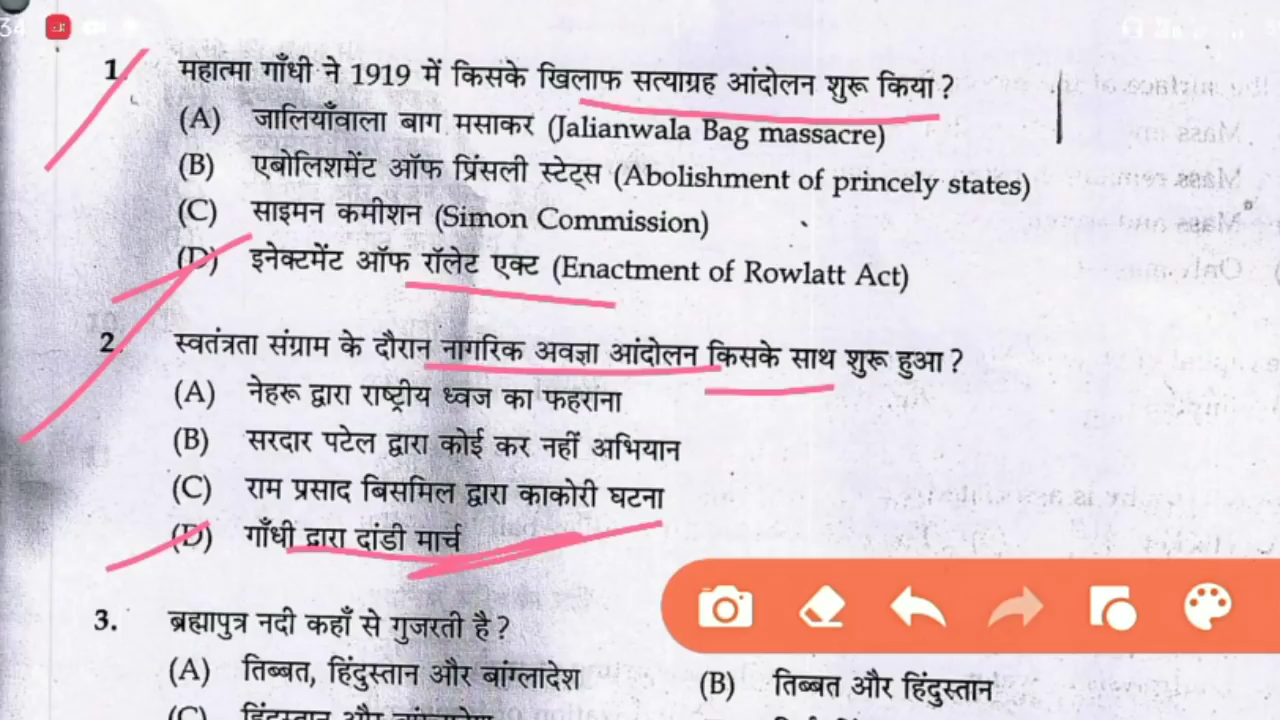 34
1. महात्मा गाँधी ने 1919 में किसके खिलाफ सत्याग्रह आंदोलन शुरू किया ?
(A) जालियाँवाला बाग मसाकर (Jalianwala Bag massacre)
(B) एबोलिशमेंट ऑफ प्रिंसली स्टेट्स (Abolishment of princely states)
(C) साइमन कमीशन (Simon Commission)
(D) इनेक्टमेंट ऑफ रॉलेट एक्ट (Enactment of Rowlatt Act)
2. स्वतंत्रता संग्राम के दौरान नागरिक अवज्ञा आंदोलन किसके साथ शुरू हुआ ?
(A) नेहरू द्वारा राष्ट्रीय ध्वज का फहराना
(B) सरदार पटेल द्वारा कोई कर नहीं अभियान
(C) राम प्रसाद बिसमिल द्वारा काकोरी घटना
(D) गाँधी द्वारा दांडी मार्च
3. ब्रह्मपुत्र नदी कहाँ से गुजरती है ?
(A) तिब्बत, हिंदुस्तान और बांग्लादेश (B) तिब्बत और हिंदुस्तान
(C) हिंदुस्तान और बांग्लादेश